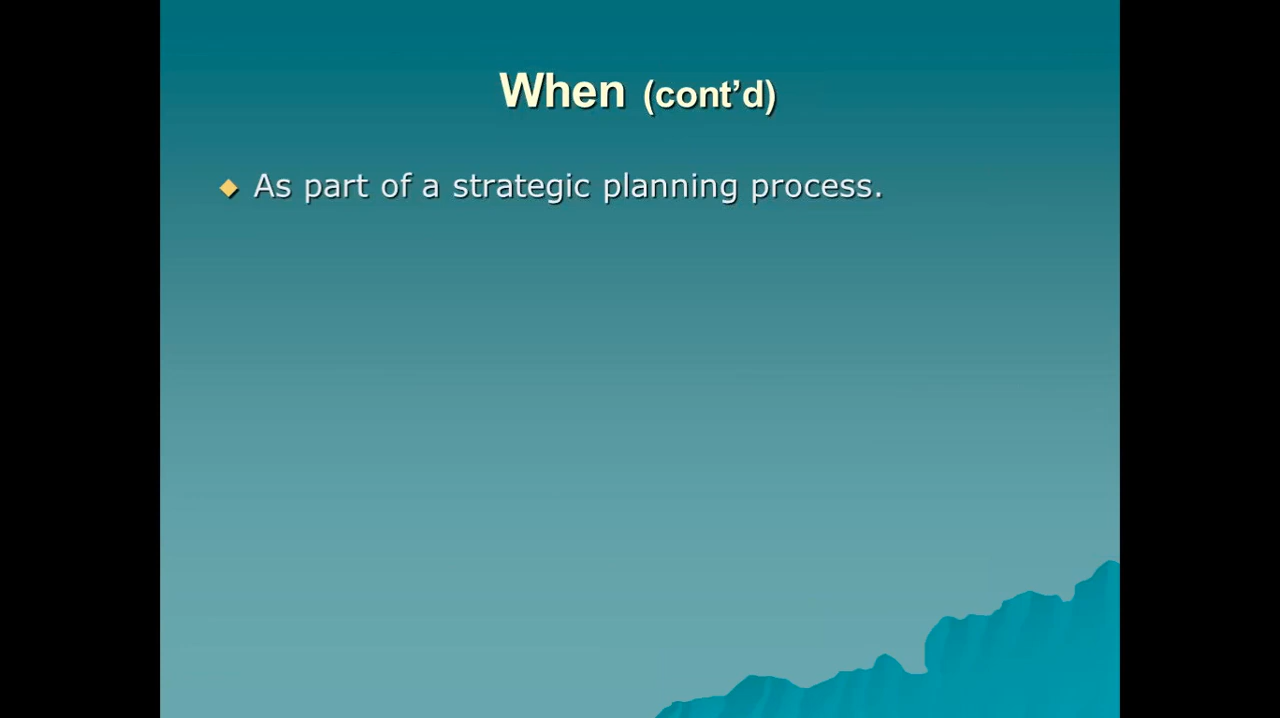 When (cont’d)
As part of a strategic planning process.